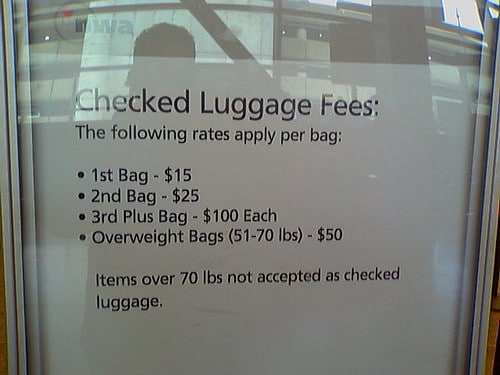 nwa
Checked Luggage Fees:
The following rates apply per bag:
• 1st Bag - $15
• 2nd Bag - $25
• 3rd Plus Bag - $100 Each
• Overweight Bags (51-70 lbs) - $50
Items over 70 lbs not accepted as checked
luggage.